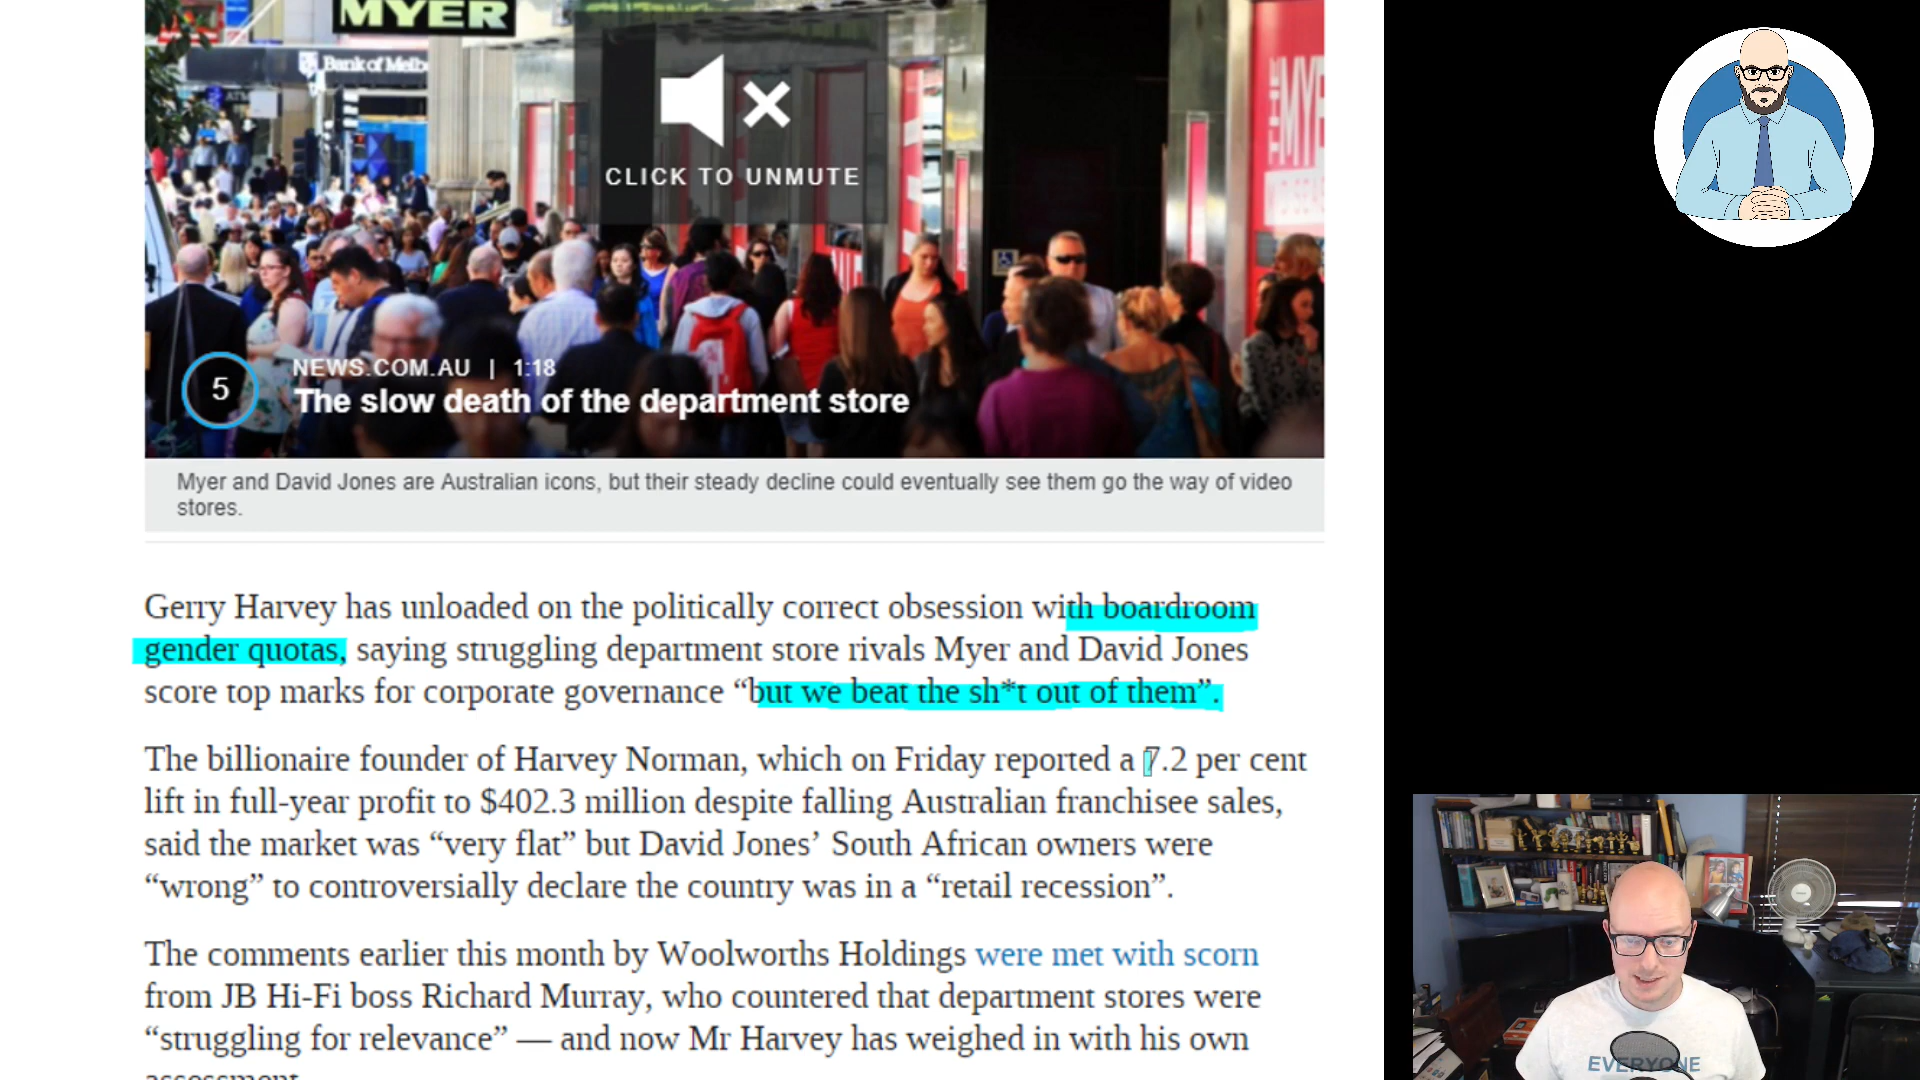 MYER
Bank of Melb
CLICK TO UNMUTE
5
NEWS.COM.AU | 1:18
The slow death of the department store
Myer and David Jones are Australian icons, but their steady decline could eventually see them go the way of video
stores.
Gerry Harvey has unloaded on the politically correct obsession with boardroom
gender quotas, saying struggling department store rivals Myer and David Jones
score top marks for corporate governance “but we beat the sh*t out of them”.
The billionaire founder of Harvey Norman, which on Friday reported a 7.2 per cent
lift in full-year profit to $402.3 million despite falling Australian franchisee sales,
said the market was “very flat” but David Jones’ South African owners were
“wrong” to controversially declare the country was in a “retail recession”.
The comments earlier this month by Woolworths Holdings were met with scorn
from JB Hi-Fi boss Richard Murray, who countered that department stores were
“struggling for relevance” — and now Mr Harvey has weighed in with his own
EVERYONE